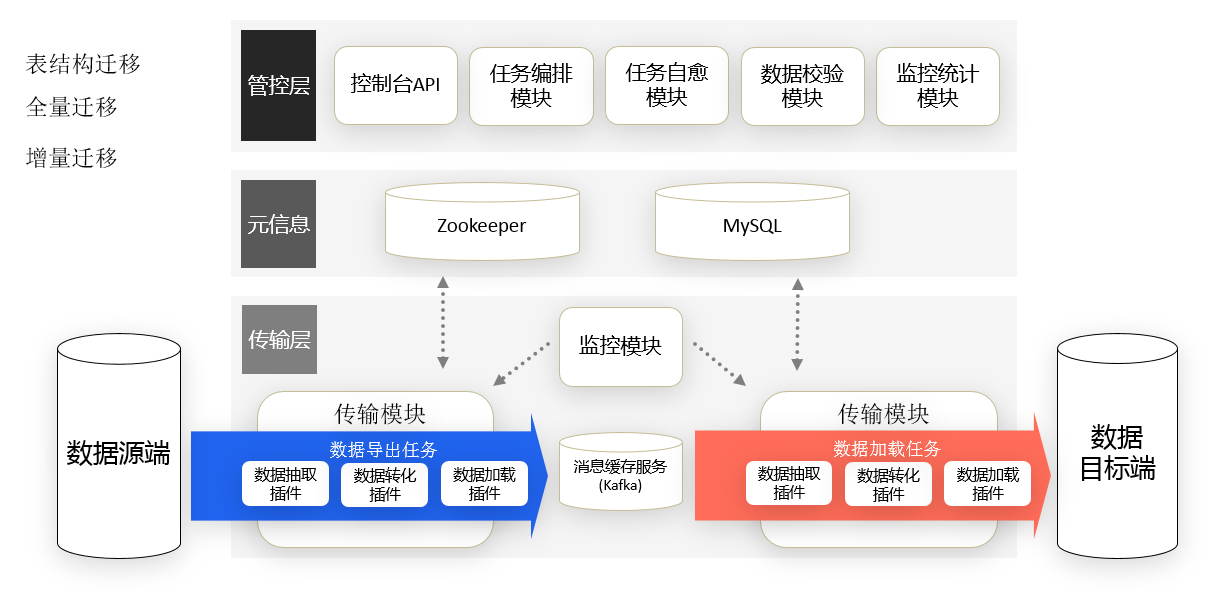 表结构迁移
全量迁移
增量迁移
管控层
控制台API
任务编排
模块
任务自愈
模块
数据校验
模块
监控统计
模块
元信息
Zookeeper
MySQL
传输层
监控模块
数据源端
传输模块
数据导出任务
数据抽取
插件
数据转化
插件
数据加载
插件
消息缓存服务
(Kafka)
传输模块
数据加载任务
数据抽取
插件
数据转化
插件
数据加载
插件
数据
目标端